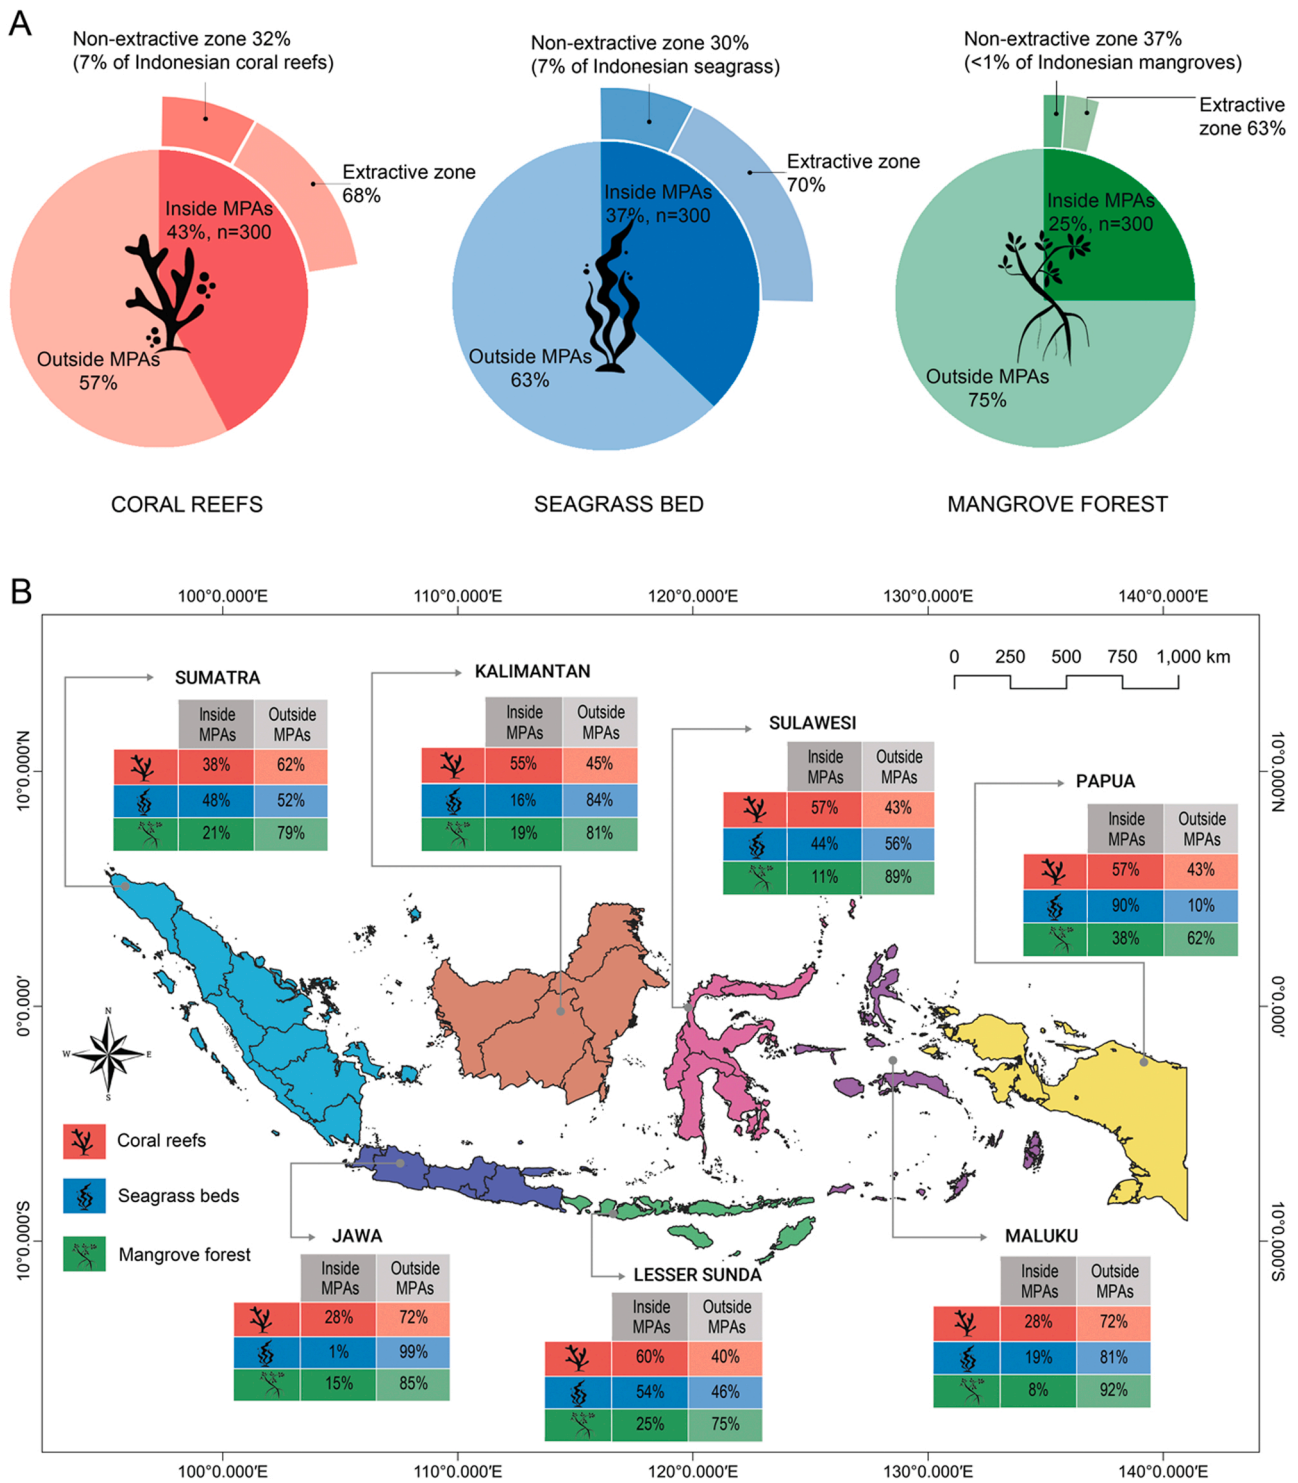 A
Non-extractive zone 32%
(7% of Indonesian coral reefs)
Extractive zone
68%
Inside MPAs
43%, n=300
Outside MPAs
57%
CORAL REEFS
Non-extractive zone 30%
(7% of Indonesian seagrass)
Extractive zone
70%
Inside MPAs
37%, n=300
Outside MPAs
63%
SEAGRASS BED
Non-extractive zone 37%
(<1% of Indonesian mangroves)
Extractive
zone 63%
Inside MPAs
25%, n=300
Outside MPAs
75%
MANGROVE FOREST
B
100°0.000′E 110°0.000′E 120°0.000′E 130°0.000′E 140°0.000′E
10°0.000′N
0°0.000′
10°0.000′S
0 250 500 750 1,000 km
SUMATRA
Inside MPAs Outside MPAs
38% 62%
48% 52%
21% 79%
KALIMANTAN
Inside MPAs Outside MPAs
55% 45%
16% 84%
19% 81%
SULAWESI
Inside MPAs Outside MPAs
57% 43%
44% 56%
11% 89%
PAPUA
Inside MPAs Outside MPAs
57% 43%
90% 10%
38% 62%
10°0.000′N
0°0.000′
10°0.000′S
N
W E
S
Coral reefs
Seagrass beds
Mangrove forest
JAWA
Inside MPAs Outside MPAs
28% 72%
1% 99%
15% 85%
LESSER SUNDA
Inside MPAs Outside MPAs
60% 40%
54% 46%
25% 75%
MALUKU
Inside MPAs Outside MPAs
28% 72%
19% 81%
8% 92%
100°0.000′E 110°0.000′E 120°0.000′E 130°0.000′E 140°0.000′E